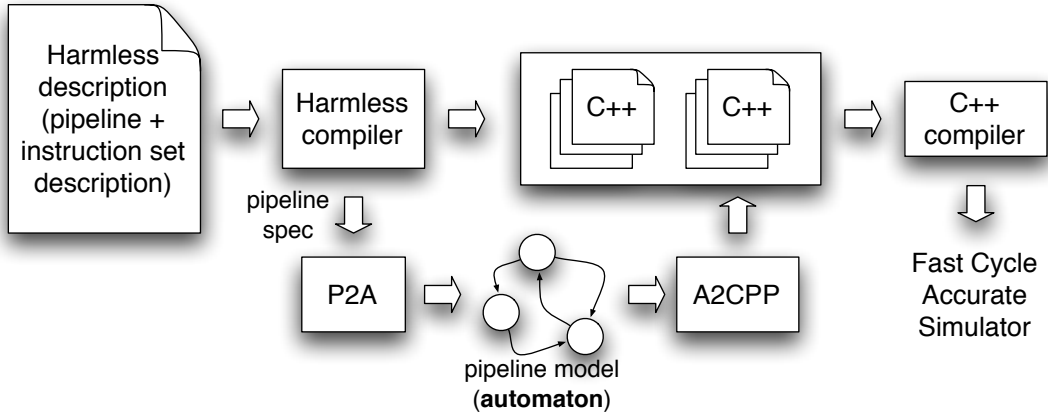 Harmless
description
(pipeline +
instruction set
description)
Harmless
compiler
C++
C++
C++
compiler
pipeline
spec
P2A
A2CPP
pipeline model
(automaton)
Fast Cycle
Accurate
Simulator